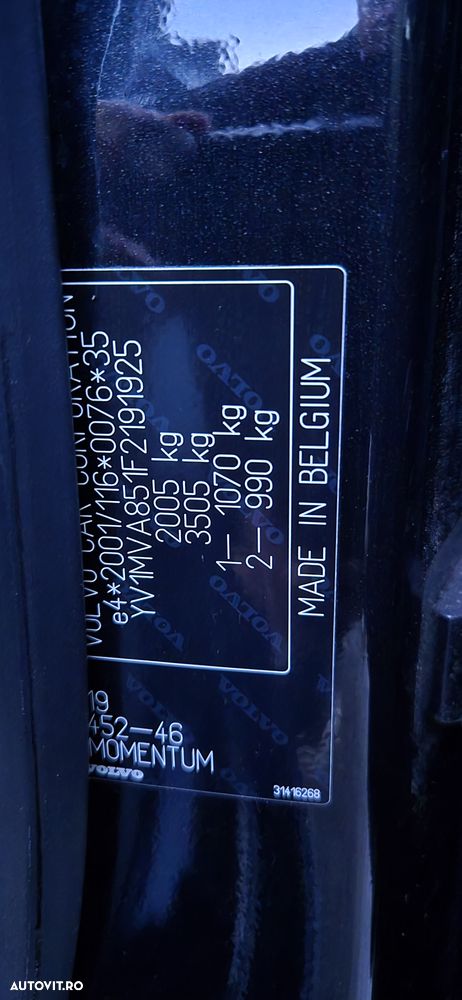 VOLVO CAR CORPORATION
e4*2001/116*0076*35
YV1MVA851F2191925
2005 kg
3505 kg
1– 1070 kg
2– 990 kg
MADE IN BELGIUM
19
452–46
MOMENTUM
VOLVO
31416268
AUTOVIT.RO